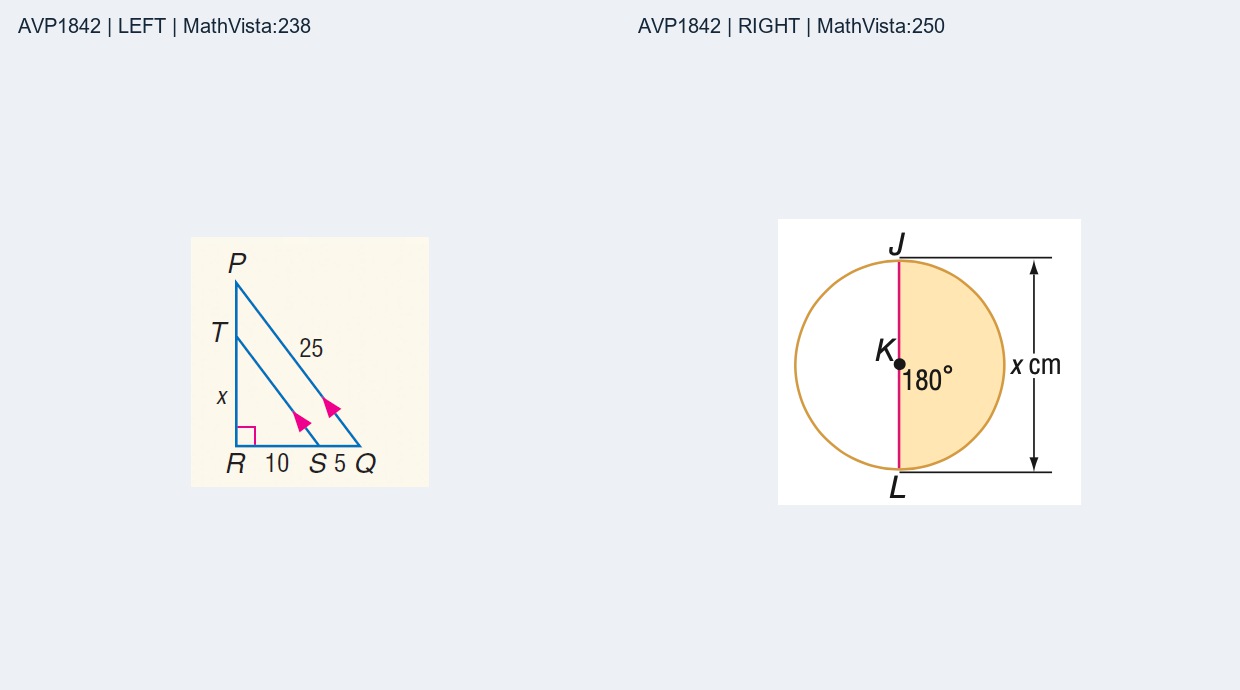 AVP1842 | LEFT | MathVista:238
P
T
25
x
R 10 S 5 Q
AVP1842 | RIGHT | MathVista:250
J
K
180°
x cm
L